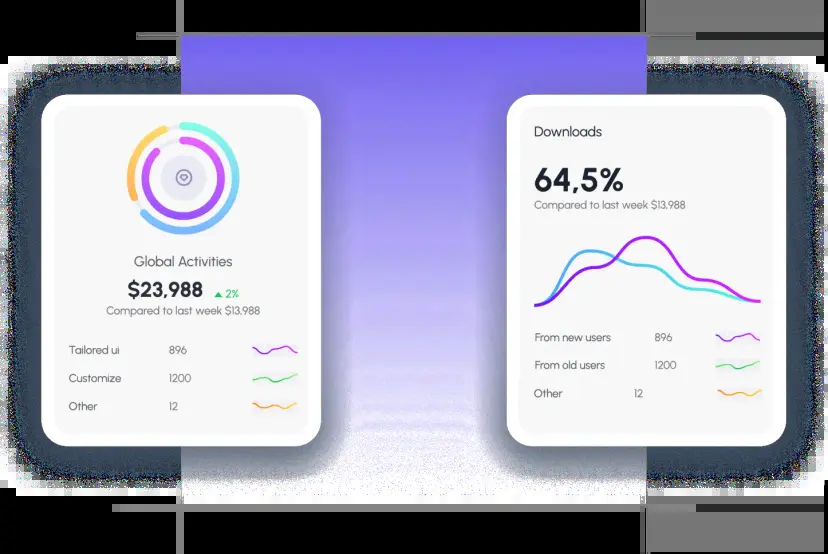 Global Activities
$23,988 ▲ 2%
Compared to last week $13,988
Tailored ui 896
Customize 1200
Other 12
Downloads
64,5%
Compared to last week $13,988
From new users 896
From old users 1200
Other 12